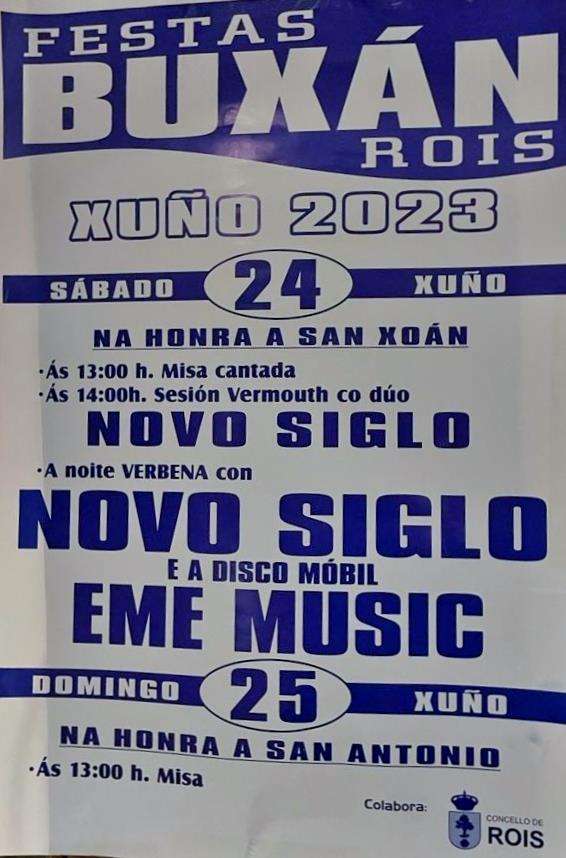 FESTAS
BUXÁN
ROIS
XUÑO 2023
SÁBADO 24 XUÑO
NA HONRA A SAN XOÁN
·Ás 13:00 h. Misa cantada
·Ás 14:00h. Sesión Vermouth co dúo
NOVO SIGLO
·A noite VERBENA con
NOVO SIGLO
E A DISCO MÓBIL
EME MUSIC
DOMINGO 25 XUÑO
NA HONRA A SAN ANTONIO
·Ás 13:00 h. Misa
Colabora:
CONCELLO DE
ROIS